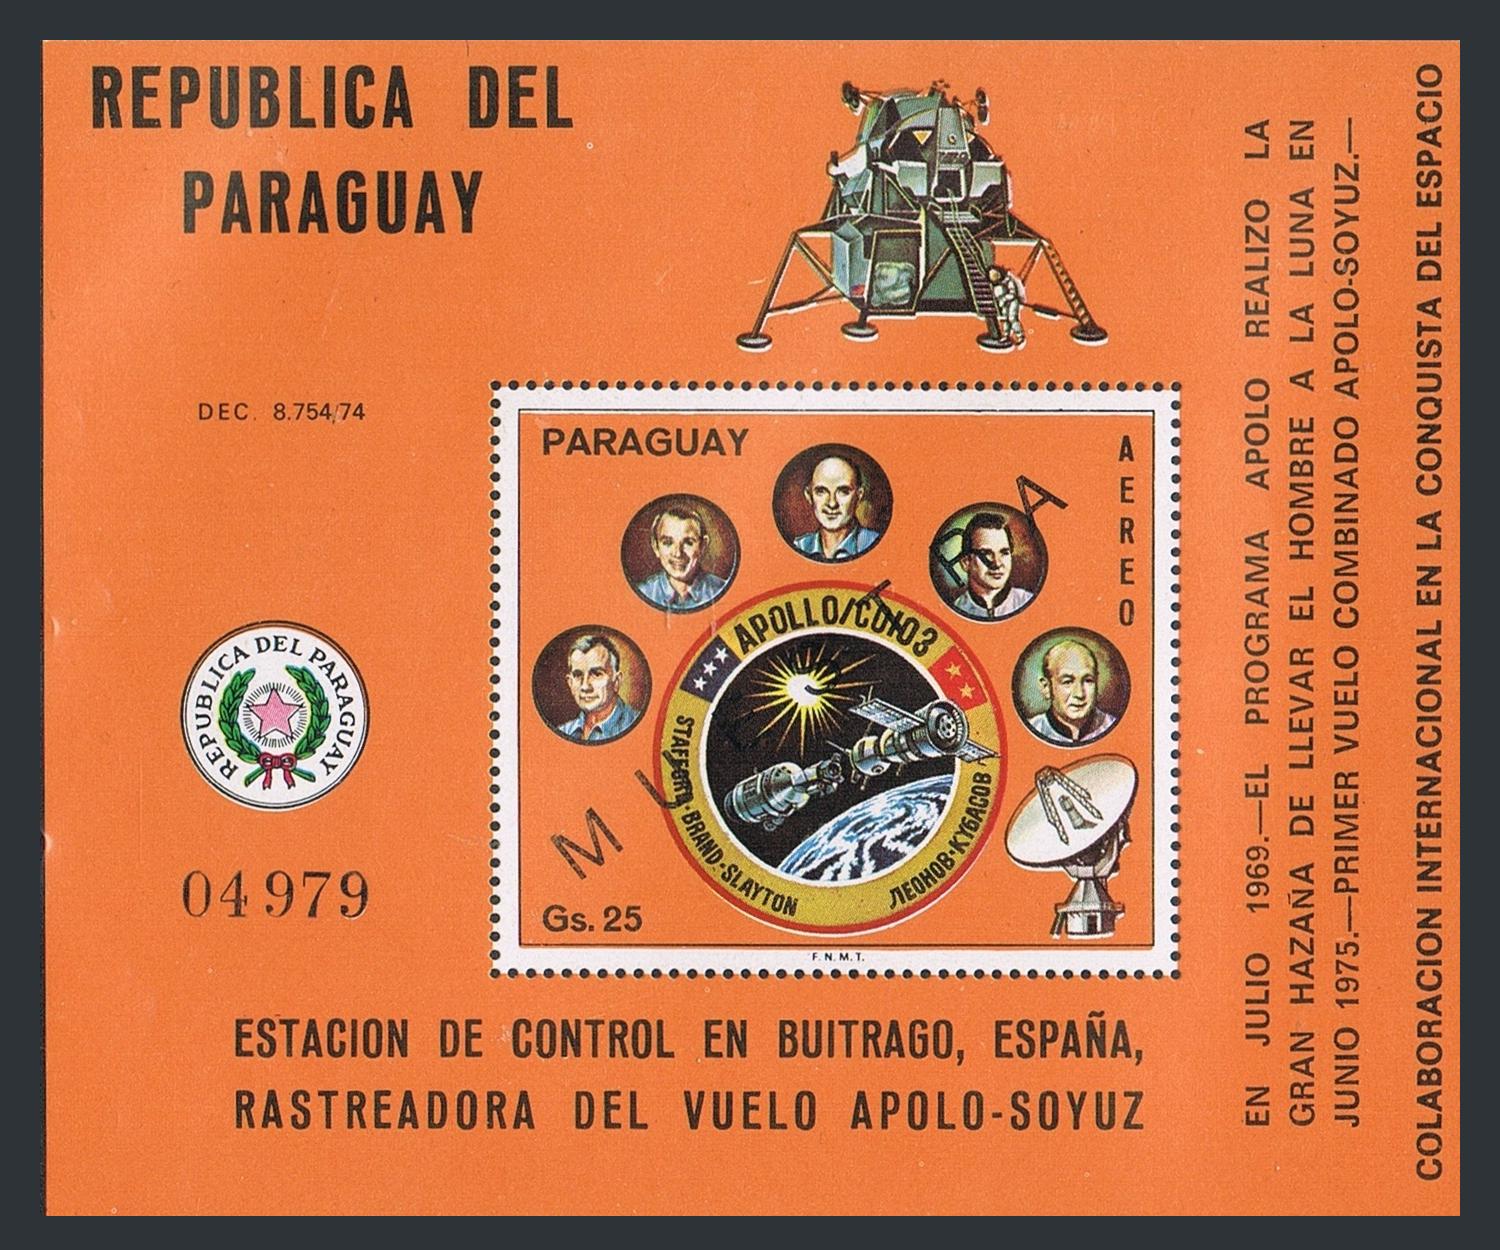 REPUBLICA DEL
PARAGUAY
DEC. 8.754/74
PARAGUAY
AEREO
MUESTRA
APOLLO/СОЮЗ
STAFFORD·BRAND·SLAYTON
ЛЕОНОВ·КУБАСОВ
Gs. 25
F. N. M. T.
REPUBLICA DEL PARAGUAY
04979
ESTACION DE CONTROL EN BUITRAGO, ESPAÑA,
RASTREADORA DEL VUELO APOLO-SOYUZ
EN JULIO 1969.—EL PROGRAMA APOLO REALIZO LA
GRAN HAZAÑA DE LLEVAR EL HOMBRE A LA LUNA EN
JUNIO 1975.—PRIMER VUELO COMBINADO APOLO-SOYUZ.—
COLABORACION INTERNACIONAL EN LA CONQUISTA DEL ESPACIO